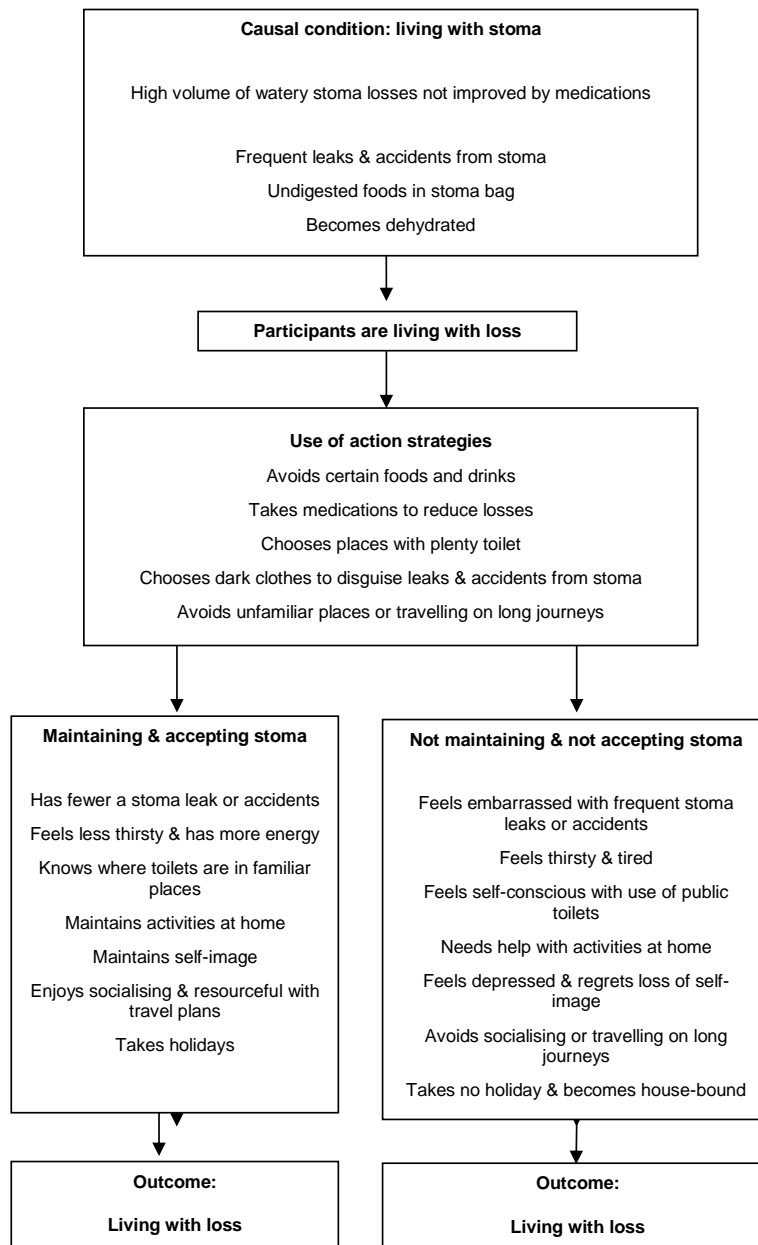 Causal condition: living with stoma
High volume of watery stoma losses not improved by medications
Frequent leaks & accidents from stoma
Undigested foods in stoma bag
Becomes dehydrated
Participants are living with loss
Use of action strategies
Avoids certain foods and drinks
Takes medications to reduce losses
Chooses places with plenty toilet
Chooses dark clothes to disguise leaks & accidents from stoma
Avoids unfamiliar places or travelling on long journeys
Maintaining & accepting stoma
Has fewer a stoma leak or accidents
Feels less thirsty & has more energy
Knows where toilets are in familiar
places
Maintains activities at home
Maintains self-image
Enjoys socialising & resourceful with
travel plans
Takes holidays
Not maintaining & not accepting stoma
Feels embarrassed with frequent stoma
leaks or accidents
Feels thirsty & tired
Feels self-conscious with use of public
toilets
Needs help with activities at home
Feels depressed & regrets loss of self-
image
Avoids socialising or travelling on long
journeys
Takes no holiday & becomes house-bound
Outcome:
Living with loss
Outcome:
Living with loss